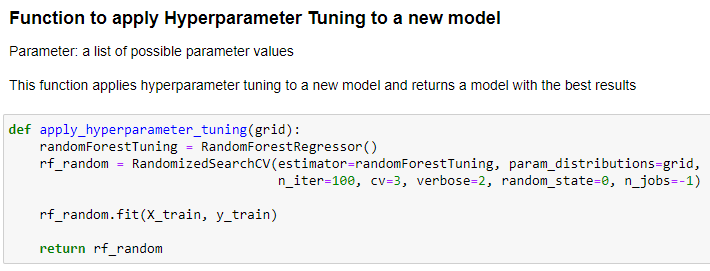 Function to apply Hyperparameter Tuning to a new model
Parameter: a list of possible parameter values
This function applies hyperparameter tuning to a new model and returns a model with the best results
def apply_hyperparameter_tuning(grid):
    randomForestTuning = RandomForestRegressor()
    rf_random = RandomizedSearchCV(estimator=randomForestTuning, param_distributions=grid,
                                   n_iter=100, cv=3, verbose=2, random_state=0, n_jobs=-1)
    rf_random.fit(X_train, y_train)
    return rf_random